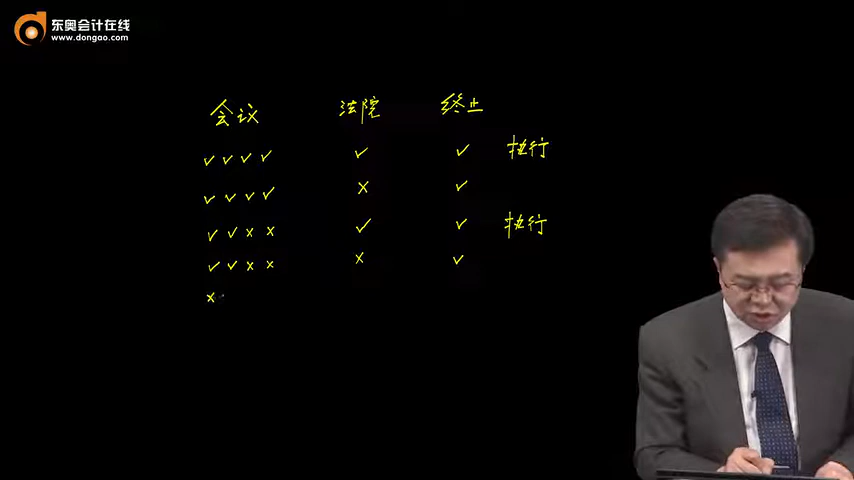 东奥会计在线
www.dongao.com
会议 法院 终止
✓ ✓ ✓ ✓ ✓ ✓ 执行
✓ ✓ ✓ ✓ × ✓
✓ ✓ × × ✓ ✓ 执行
✓ ✓ × × × ✓
×